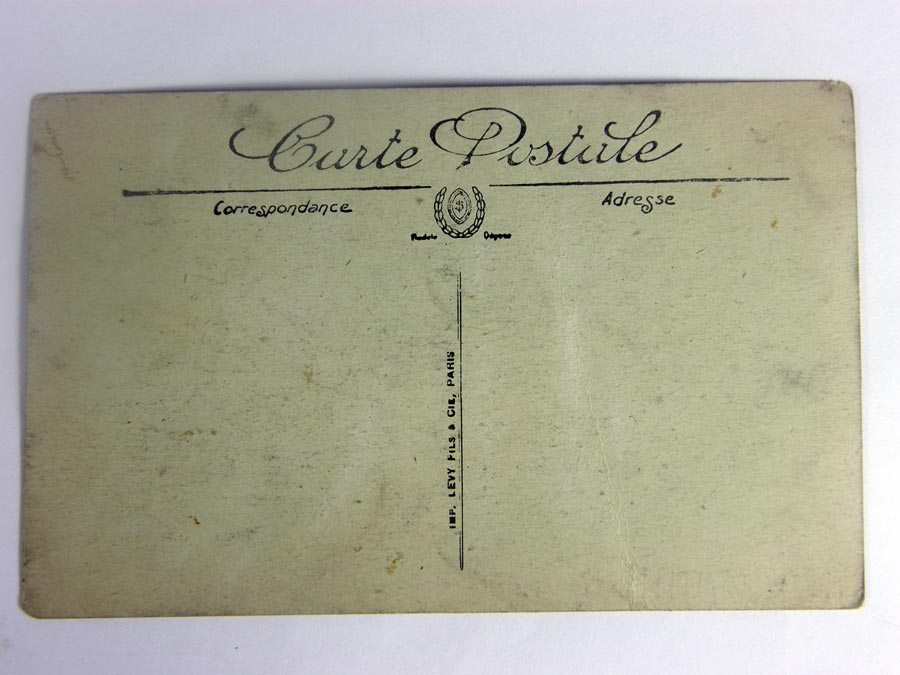 Carte Postale
Correspondance
Adresse
IMP. LEVY FILS & CIE, PARIS